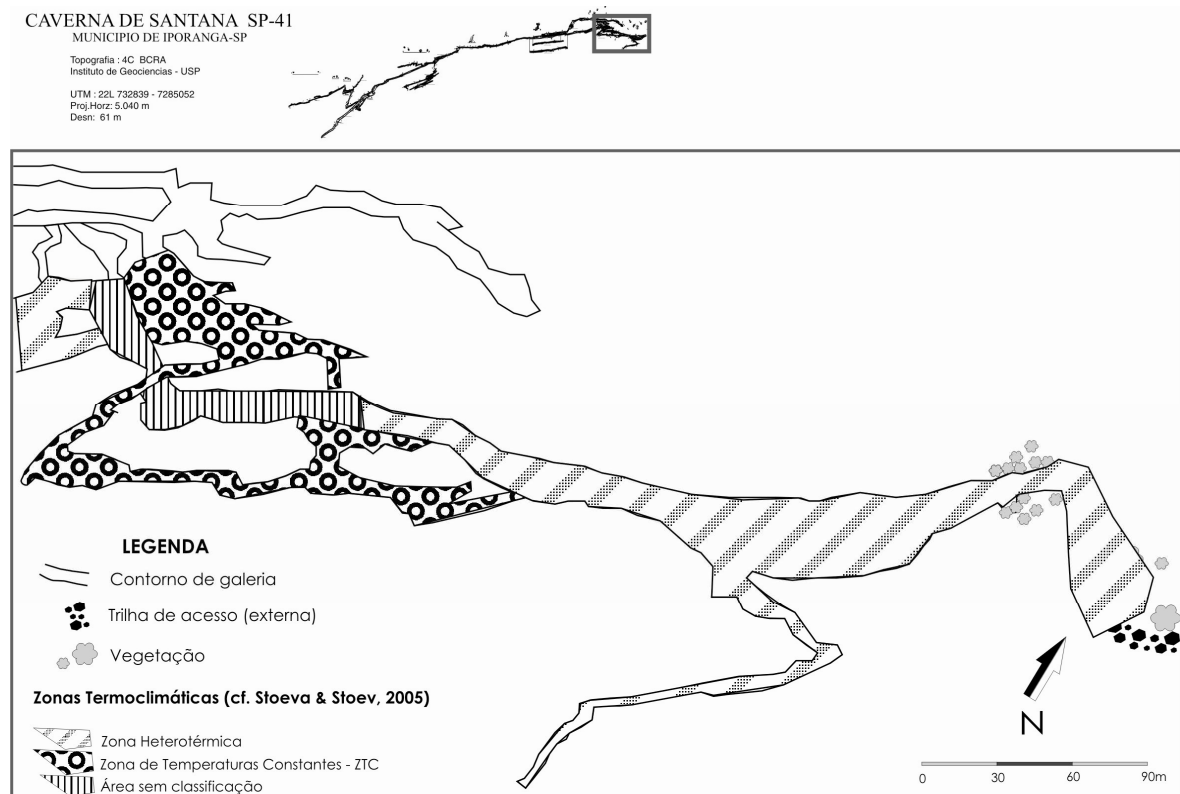 CAVERNA DE SANTANA SP-41
MUNICIPIO DE IPORANGA-SP
Topografia : 4C BCRA
Instituto de Geociencias - USP
UTM : 22L 732839 - 7285052
Proj.Horz: 5.040 m
Desn: 61 m
LEGENDA
Contorno de galeria
Trilha de acesso (externa)
Vegetação
Zonas Termoclimáticas (cf. Stoeva & Stoev, 2005)
Zona Heterotérmica
Zona de Temperaturas Constantes - ZTC
Área sem classificação
N
0 30 60 90m